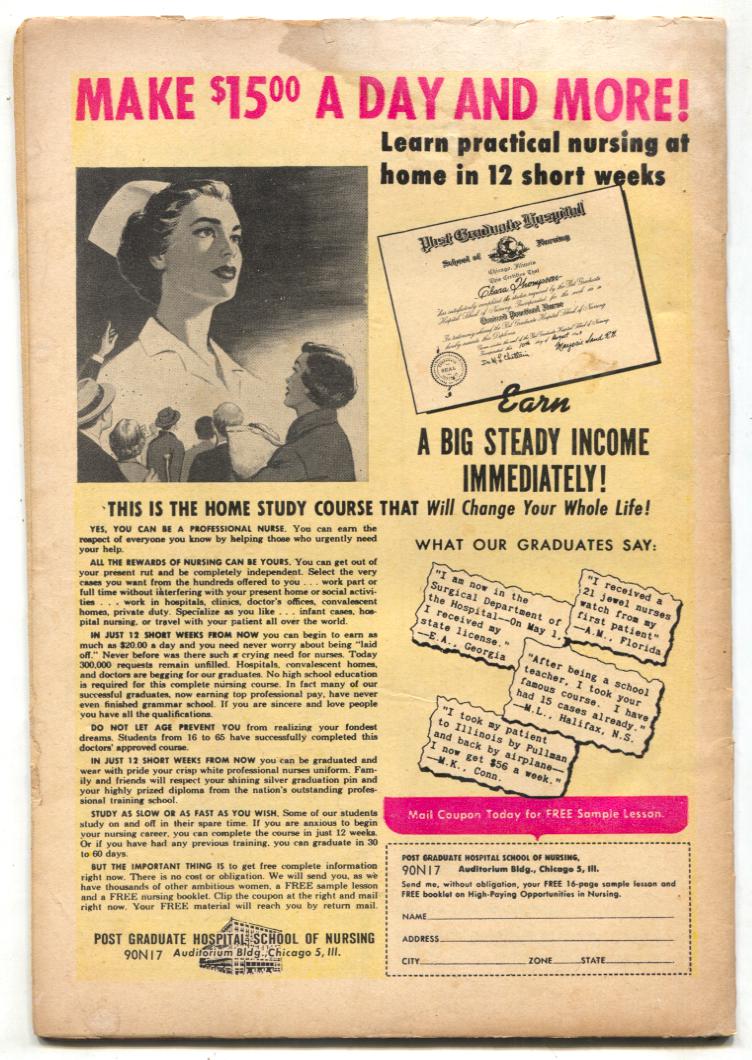 MAKE $15.00 A DAY AND MORE!
Learn practical nursing at
home in 12 short weeks
Post Graduate Hospital
School of Nursing
Chicago, Illinois
This Certifies That
Clara Thompson
Earn
A BIG STEADY INCOME
IMMEDIATELY!
THIS IS THE HOME STUDY COURSE THAT Will Change Your Whole Life!
YES, YOU CAN BE A PROFESSIONAL NURSE. You can earn the
respect of everyone you know by helping those who urgently need
your help.
ALL THE REWARDS OF NURSING CAN BE YOURS. You can get out of
your present rut and be completely independent. Select the very
cases you want from the hundreds offered to you . . . work part or
full time without interfering with your present home or social activi-
ties . . . work in hospitals, clinics, doctor's offices, convalescent
homes, private duty. Specialize as you like . . . infant cases, hos-
pital nursing, or travel with your patient all over the world.
IN JUST 12 SHORT WEEKS FROM NOW you can begin to earn as
much as $20.00 a day and you need never worry about being "laid
off." Never before was there such a crying need for nurses. Today
300,000 requests remain unfilled. Hospitals, convalescent homes,
and doctors are begging for our graduates. No high school education
is required for this complete nursing course. In fact many of our
successful graduates, now earning top professional pay, have never
even finished grammar school. If you are sincere and love people
you have all the qualifications.
DO NOT LET AGE PREVENT YOU from realizing your fondest
dreams. Students from 16 to 65 have successfully completed this
doctors' approved course.
IN JUST 12 SHORT WEEKS FROM NOW you can be graduated and
wear with pride your crisp white professional nurses uniform. Fam-
ily and friends will respect your shining silver graduation pin and
your highly prized diploma from the nation's outstanding profes-
sional training school.
STUDY AS SLOW OR AS FAST AS YOU WISH. Some of our students
study on and off in their spare time. If you are anxious to begin
your nursing career, you can complete the course in just 12 weeks.
Or if you have had any previous training, you can graduate in 30
to 60 days.
BUT THE IMPORTANT THING is to get free complete information
right now. There is no cost or obligation. We will send you, as we
have thousands of other ambitious women, a FREE sample lesson
and a FREE nursing booklet. Clip the coupon at the right and mail
right now. Your FREE material will reach you by return mail.
POST GRADUATE HOSPITAL SCHOOL OF NURSING
90N17 Auditorium Bldg., Chicago 5, Ill.
WHAT OUR GRADUATES SAY:
"I am now in the
Surgical Department of
the Hospital—On May 1,
I received my
state license."
—E.A., Georgia
"I received a
21 jewel nurses
watch from my
first patient"
—A.M., Florida
"After being a school
teacher, I took your
famous course. I have
had 15 cases already."
—M.L., Halifax, N.S.
"I took my patient
to Illinois by Pullman
and back by airplane—
I now get $56 a week."
—M.K., Conn.
Mail Coupon Today for FREE Sample Lesson.
POST GRADUATE HOSPITAL SCHOOL OF NURSING,
90N17 Auditorium Bldg., Chicago 5, Ill.
Send me, without obligation, your FREE 16-page sample lesson and
FREE booklet on High-Paying Opportunities in Nursing.
NAME
ADDRESS
CITY ZONE STATE